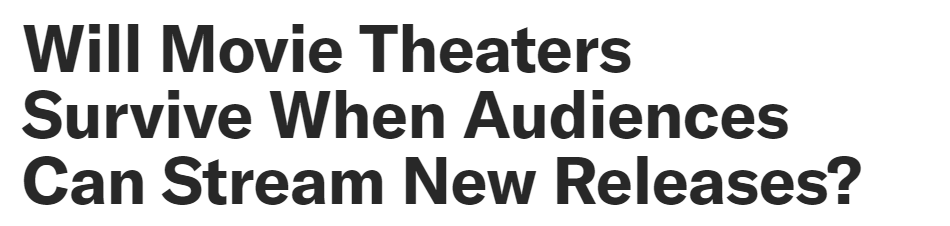 Will Movie Theaters
Survive When Audiences
Can Stream New Releases?